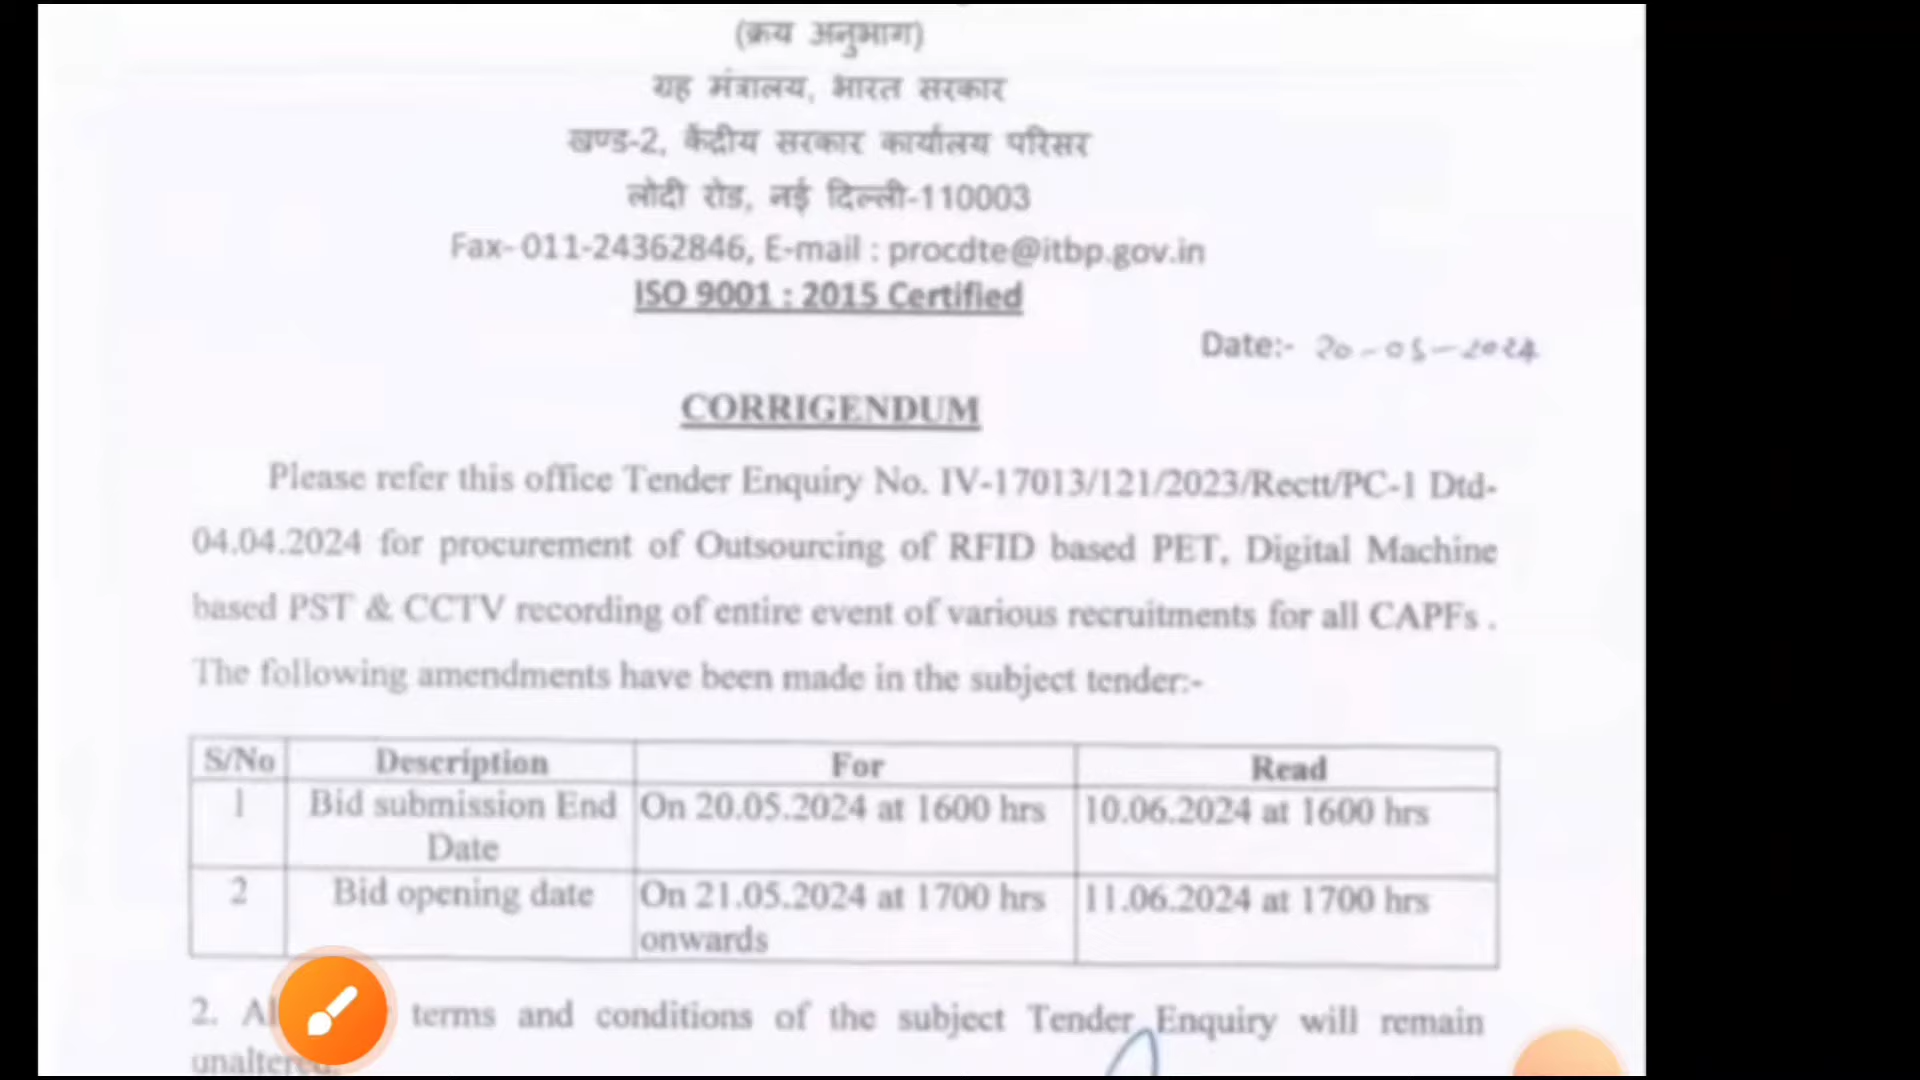 (क्रय अनुभाग)
ग्रह मंत्रालय, भारत सरकार
खण्ड-2, केंद्रीय सरकार कार्यालय परिसर
लोदी रोड, नई दिल्ली-110003
Fax- 011-24362846, E-mail : procdte@itbp.gov.in
ISO 9001 : 2015 Certified
Date:- 20-05-2024
CORRIGENDUM
Please refer this office Tender Enquiry No. IV-17013/121/2023/Rectt/PC-1 Dtd-
04.04.2024 for procurement of Outsourcing of RFID based PET, Digital Machine
based PST & CCTV recording of entire event of various recruitments for all CAPFs .
The following amendments have been made in the subject tender:-
S/No Description For Read
1 Bid submission End On 20.05.2024 at 1600 hrs 10.06.2024 at 1600 hrs
Date
2 Bid opening date On 21.05.2024 at 1700 hrs 11.06.2024 at 1700 hrs
onwards
2. terms and conditions of the subject Tender Enquiry will remain
unaltered.